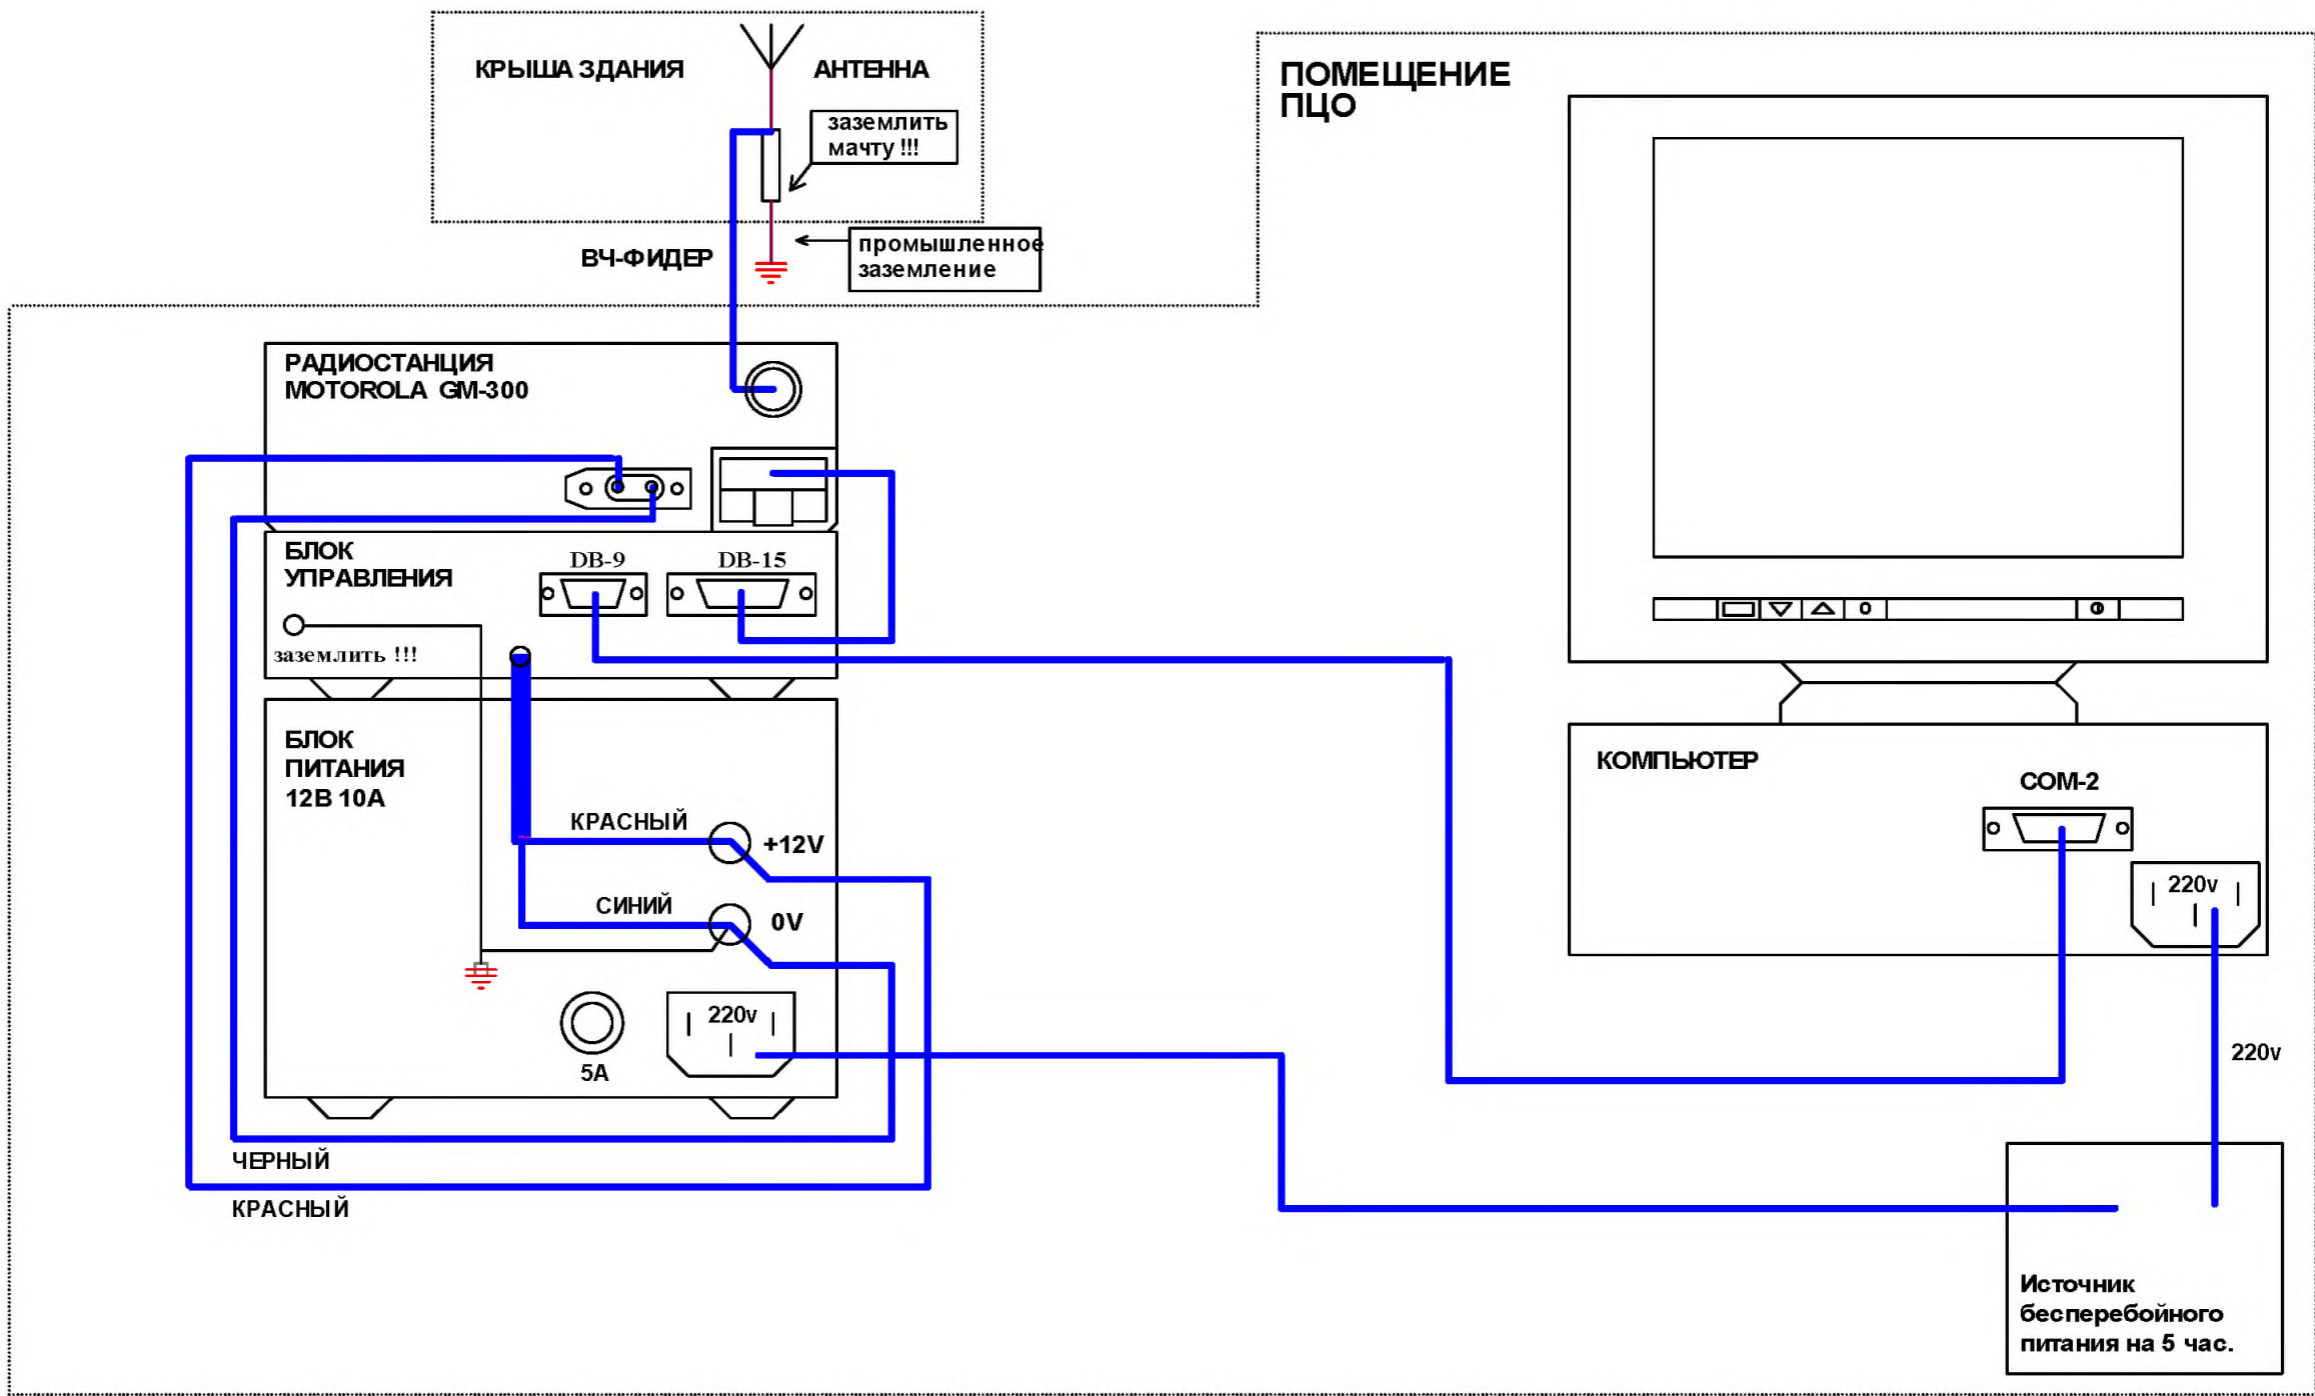 КРЫША ЗДАНИЯ
АНТЕННА
заземлить
мачту !!!
ПОМЕЩЕНИЕ
ПЦО
ВЧ-ФИДЕР
промышленное
заземление
РАДИОСТАНЦИЯ
MOTOROLA GM-300
БЛОК
УПРАВЛЕНИЯ
DB-9
DB-15
заземлить !!!
БЛОК
ПИТАНИЯ
12В 10А
КРАСНЫЙ
+12V
СИНИЙ
0V
220v
5А
ЧЕРНЫЙ
КРАСНЫЙ
КОМПЬЮТЕР
COM-2
220v
220v
Источник
бесперебойного
питания на 5 час.